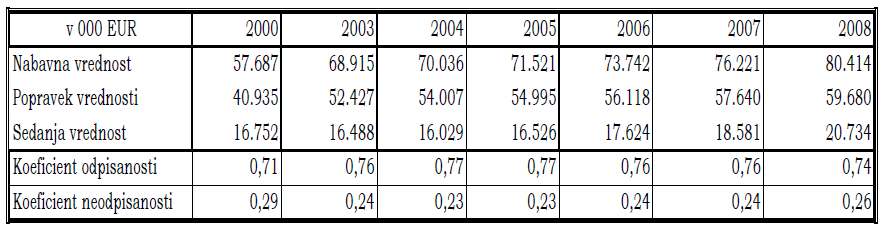 v 000 EUR 2000 2003 2004 2005 2006 2007 2008
Nabavna vrednost 57.687 68.915 70.036 71.521 73.742 76.221 80.414
Popravek vrednosti 40.935 52.427 54.007 54.995 56.118 57.640 59.680
Sedanja vrednost 16.752 16.488 16.029 16.526 17.624 18.581 20.734
Koeficient odpisanosti 0,71 0,76 0,77 0,77 0,76 0,76 0,74
Koeficient neodpisanosti 0,29 0,24 0,23 0,23 0,24 0,24 0,26